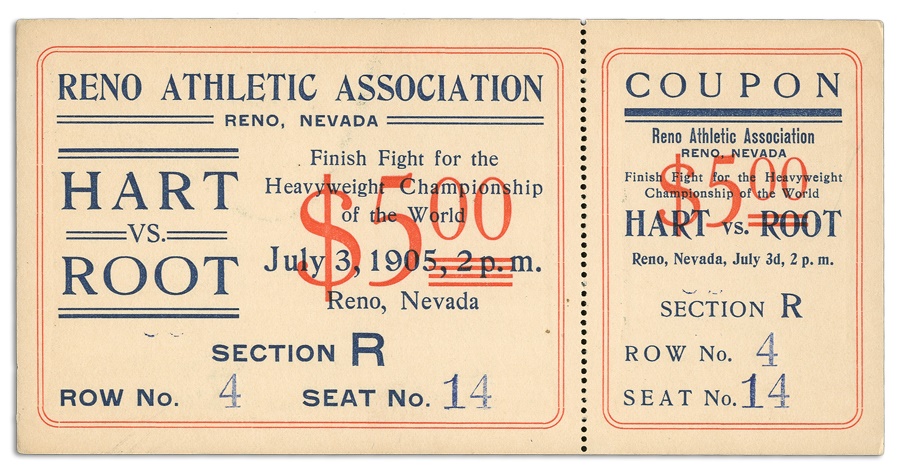 RENO ATHLETIC ASSOCIATION
RENO, NEVADA
HART
VS.
ROOT
Finish Fight for the
Heavyweight Championship
of the World
$5.00
July 3, 1905, 2 p. m.
Reno, Nevada
SECTION R
ROW No. 4
SEAT No. 14
COUPON
Reno Athletic Association
RENO, NEVADA
Finish Fight for the Heavyweight
Championship of the World
$5.00
HART vs. ROOT
Reno, Nevada, July 3d, 2 p. m.
SECTION R
ROW No. 4
SEAT No. 14